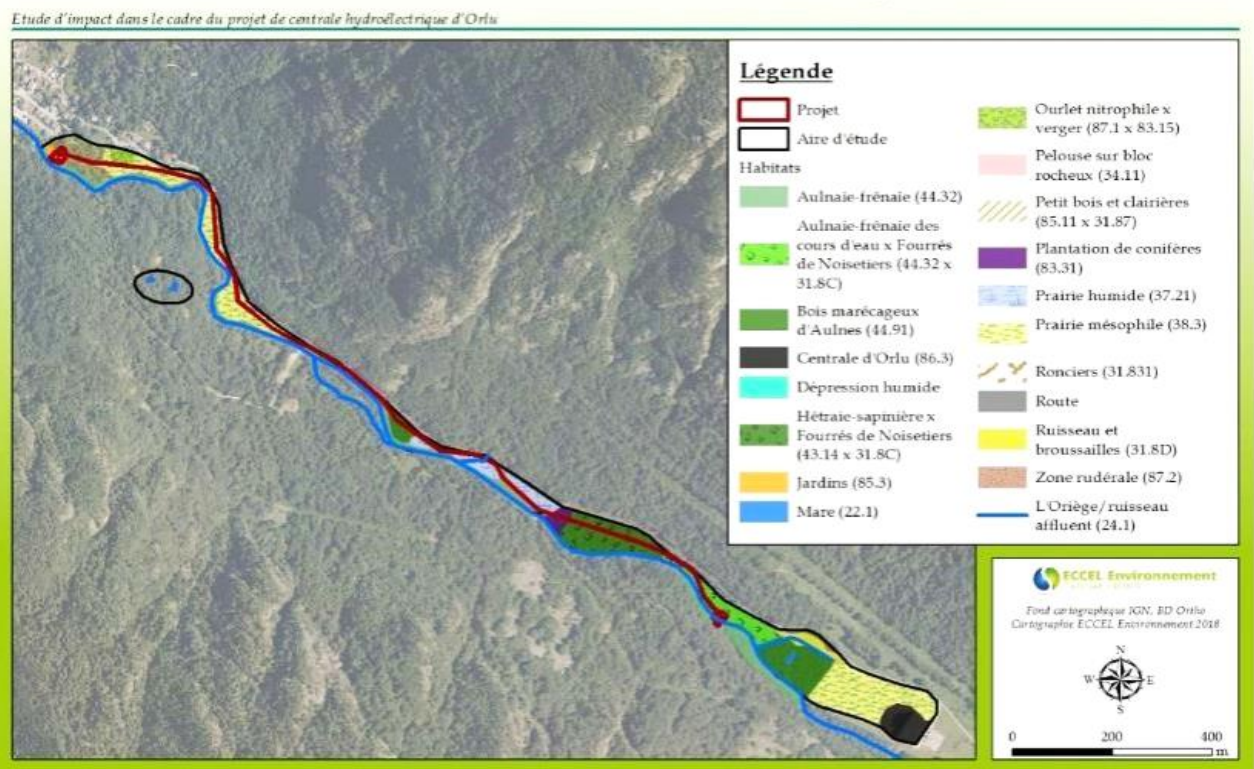 Etude d'impact dans le cadre du projet de centrale hydroélectrique d'Orlu
Légende
Projet
Aire d'étude
Habitats
Aulnaie-frênaie (44.32)
Aulnaie-frênaie des
cours d'eau x Fourrés
de Noisetiers (44.32 x
31.8C)
Bois marécageux
d'Aulnes (44.91)
Centrale d'Orlu (86.3)
Dépression humide
Hêtraie-sapinière x
Fourrés de Noisetiers
(43.14 x 31.8C)
Jardins (85.3)
Mare (22.1)
Ourlet nitrophile x
verger (87.1 x 83.15)
Pelouse sur bloc
rocheux (34.11)
Petit bois et clairières
(85.11 x 31.87)
Plantation de conifères
(83.31)
Prairie humide (37.21)
Prairie mésophile (38.3)
Ronciers (31.831)
Route
Ruisseau et
broussailles (31.8D)
Zone rudérale (87.2)
L'Oriège/ruisseau
affluent (24.1)
ECCEL Environnement
Fond cartographique IGN, BD Ortho
Cartographie ECCEL Environnement 2018
N
W E
S
0 200 400
m